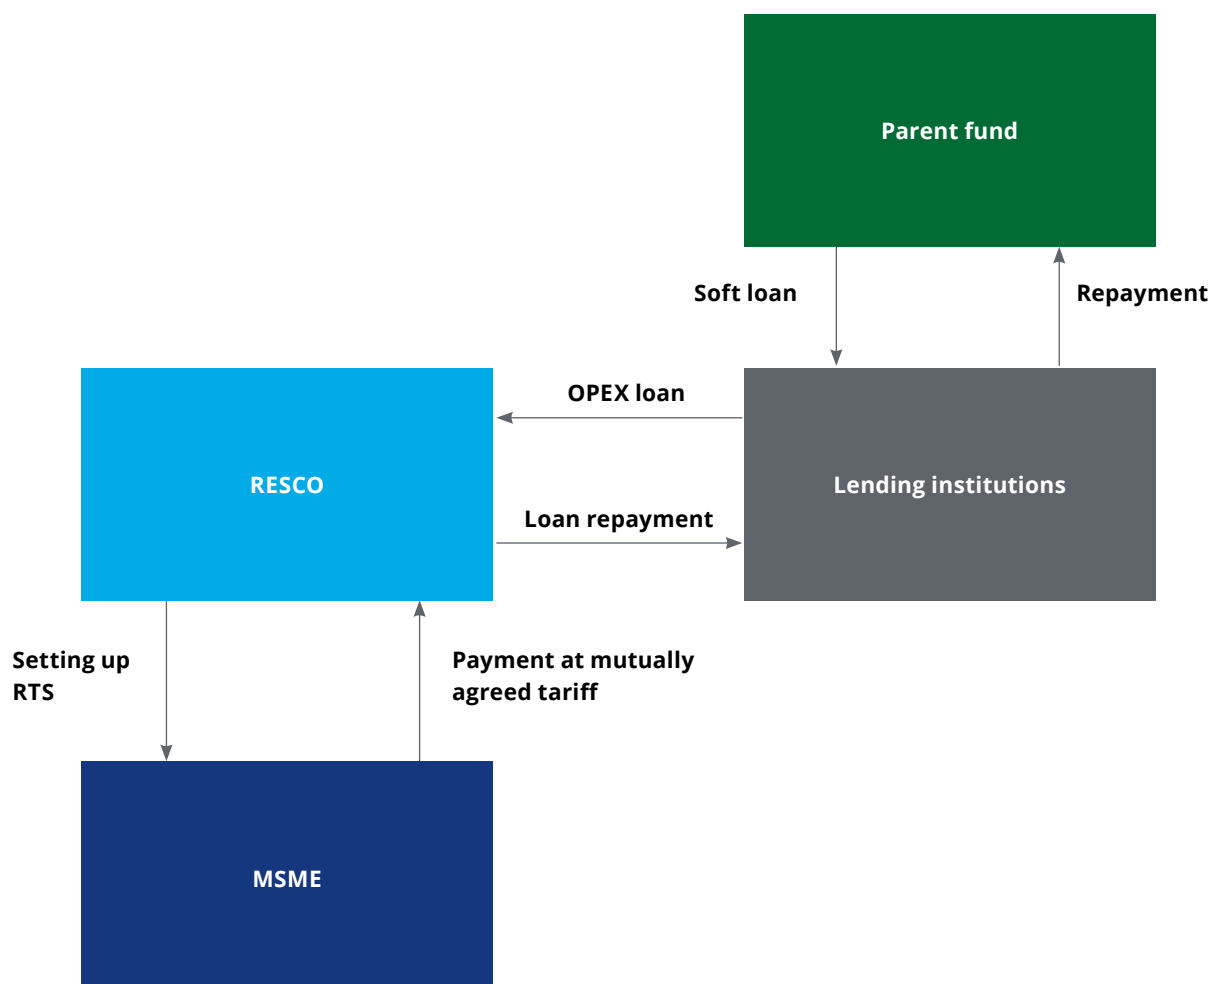 Parent fund
Soft loan
Repayment
OPEX loan
RESCO
Lending institutions
Loan repayment
Setting up
RTS
Payment at mutually
agreed tariff
MSME